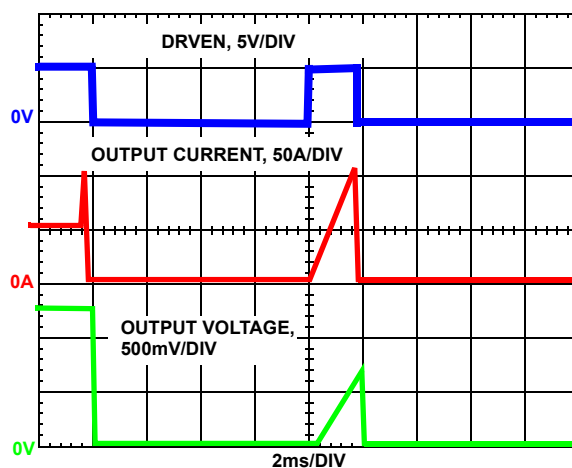 DRVEN, 5V/DIV
0V
OUTPUT CURRENT, 50A/DIV
0A
OUTPUT VOLTAGE,
500mV/DIV
0V
2ms/DIV